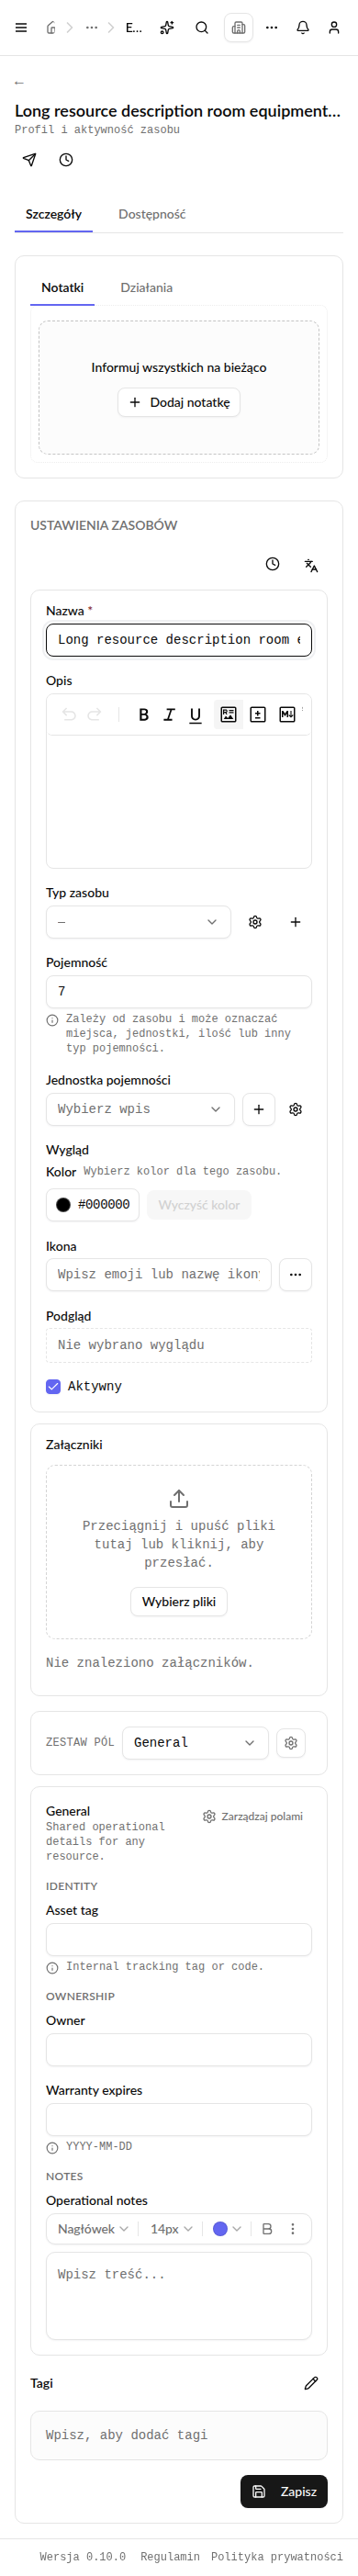 E...
←
Long resource description room equipment...
Profil i aktywność zasobu
Szczegóły
Dostępność
Notatki
Działania
Informuj wszystkich na bieżąco
+ Dodaj notatkę
USTAWIENIA ZASOBÓW
Nazwa *
Long resource description room e
Opis
B I U
Typ zasobu
—
Pojemność
7
Zależy od zasobu i może oznaczać
miejsca, jednostki, ilość lub inny
typ pojemności.
Jednostka pojemności
Wybierz wpis
Wygląd
Kolor Wybierz kolor dla tego zasobu.
#000000
Wyczyść kolor
Ikona
Wpisz emoji lub nazwę ikony
Podgląd
Nie wybrano wyglądu
Aktywny
Załączniki
Przeciągnij i upuść pliki
tutaj lub kliknij, aby
przesłać.
Wybierz pliki
Nie znaleziono załączników.
ZESTAW PÓL
General
General
Zarządzaj polami
Shared operational
details for any
resource.
IDENTITY
Asset tag
Internal tracking tag or code.
OWNERSHIP
Owner
Warranty expires
YYYY-MM-DD
NOTES
Operational notes
Nagłówek 14px B
Wpisz treść...
Tagi
Wpisz, aby dodać tagi
Zapisz
Wersja 0.10.0 Regulamin Polityka prywatności